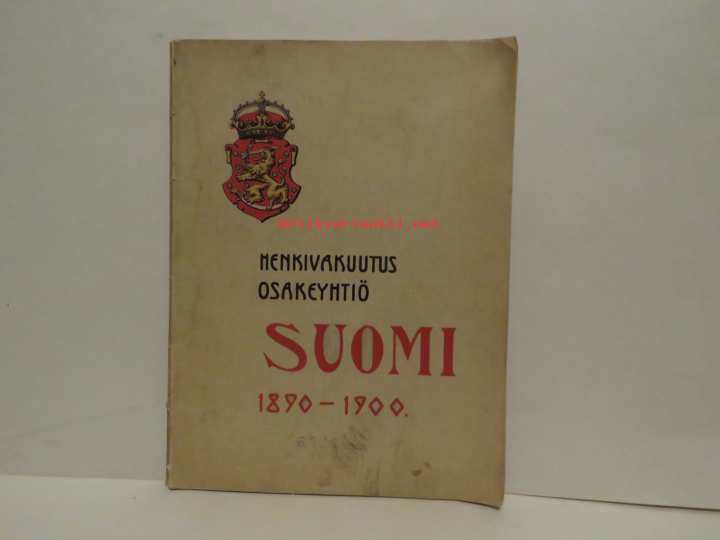 HENKIVAKUUTUS
OSAKEYHTIÖ
SUOMI
1890–1900.